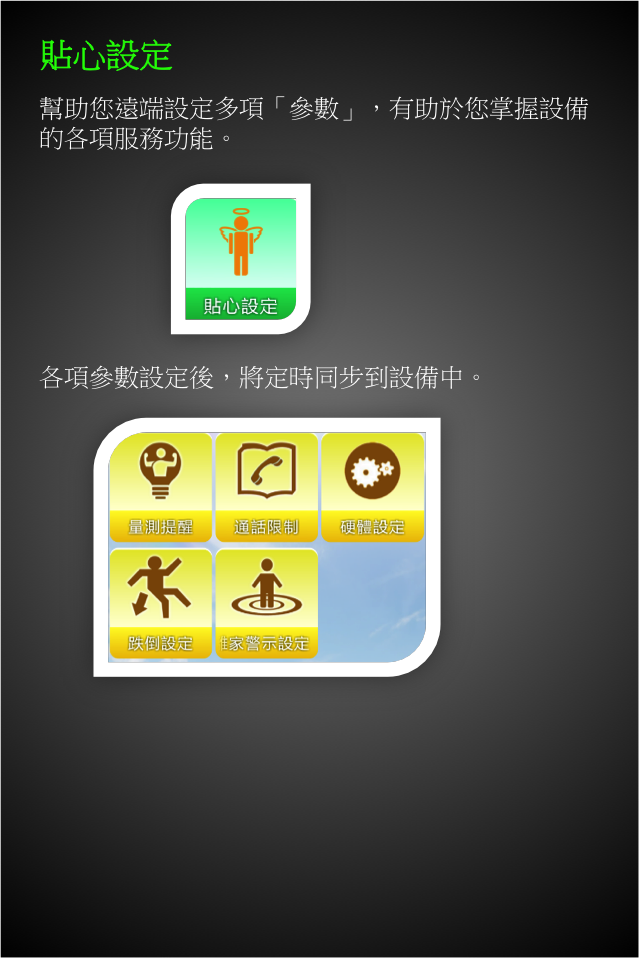 貼心設定
幫助您遠端設定多項「參數」，有助於您掌握設備
的各項服務功能。
貼心設定
各項參數設定後，將定時同步到設備中。
量測提醒 通話限制 硬體設定
跌倒設定 家警示設定